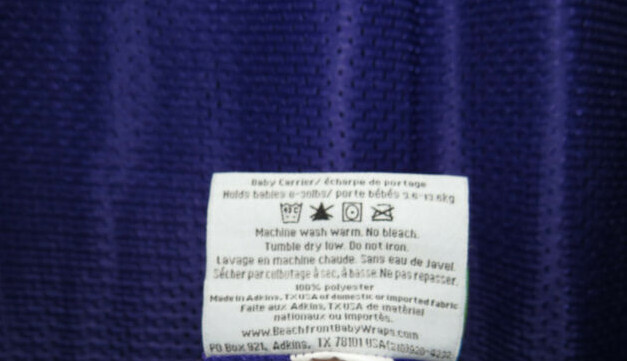 Baby Carrier/ écharpe de portage
Holds babies 8-30lbs/ porte bébés 3.6-13.6kg
Machine wash warm. No bleach.
Tumble dry low. Do not iron.
Lavage en machine chaude. Sans eau de Javel.
Sécher par culbotage à sec, à basse. Ne pas repasser.
100% polyester
Made in Adkins, TX USA of domestic or imported fabric
Faite aux Adkins, TX USA de matériel
nationaux ou importés.
www.BeachfrontBabyWraps.com
PO Box 921, Adkins, TX 78101 USA